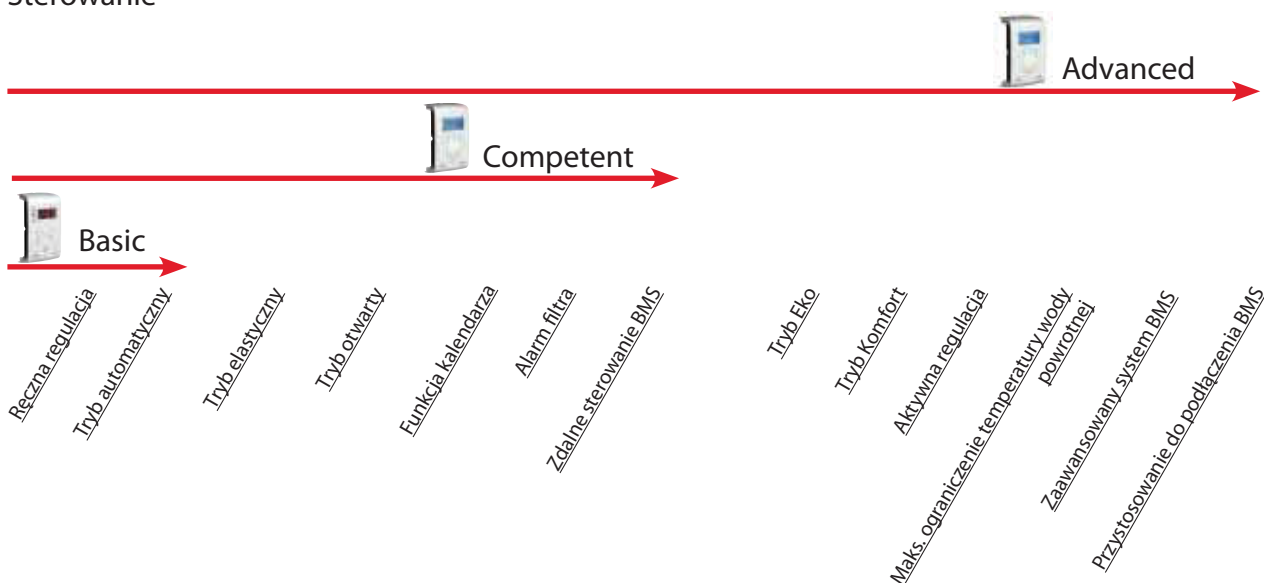 Sterowanie
Advanced
Competent
Basic
Ręczna regulacja
Tryb automatyczny
Tryb elastyczny
Tryb otwarty
Funkcja kalendarza
Alarm filtra
Zdalne sterowanie BMS
Tryb Eko
Tryb Komfort
Aktywna regulacja
Maks. ograniczenie temperatury wody
powrotnej
Zaawansowany system BMS
Przystosowanie do podłączenia BMS